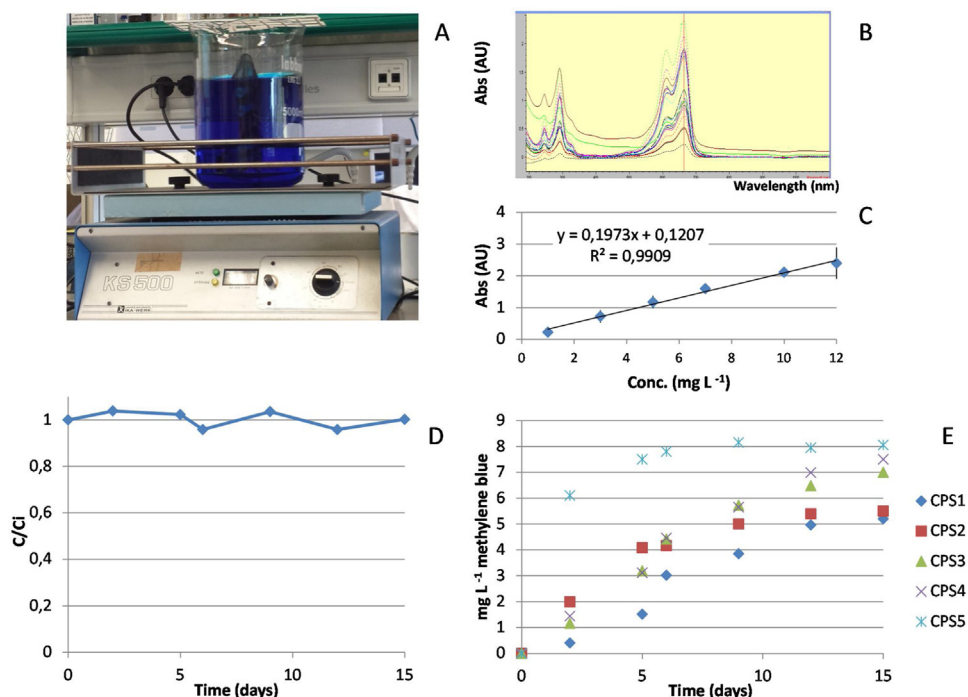 A
5000
KS 500
IKA-WERK
B
Abs (AU)
Wavelength (nm)
C
y = 0,1973x + 0,1207
R² = 0,9909
Abs (AU)
4
3
2
1
0
0 2 4 6 8 10 12
Conc. (mg L⁻¹)
D
C/Ci
1
0,8
0,6
0,4
0,2
0
0 5 10 15
Time (days)
E
mg L⁻¹ methylene blue
9
8
7
6
5
4
3
2
1
0
0 5 10 15
Time (days)
CPS1
CPS2
CPS3
CPS4
CPS5